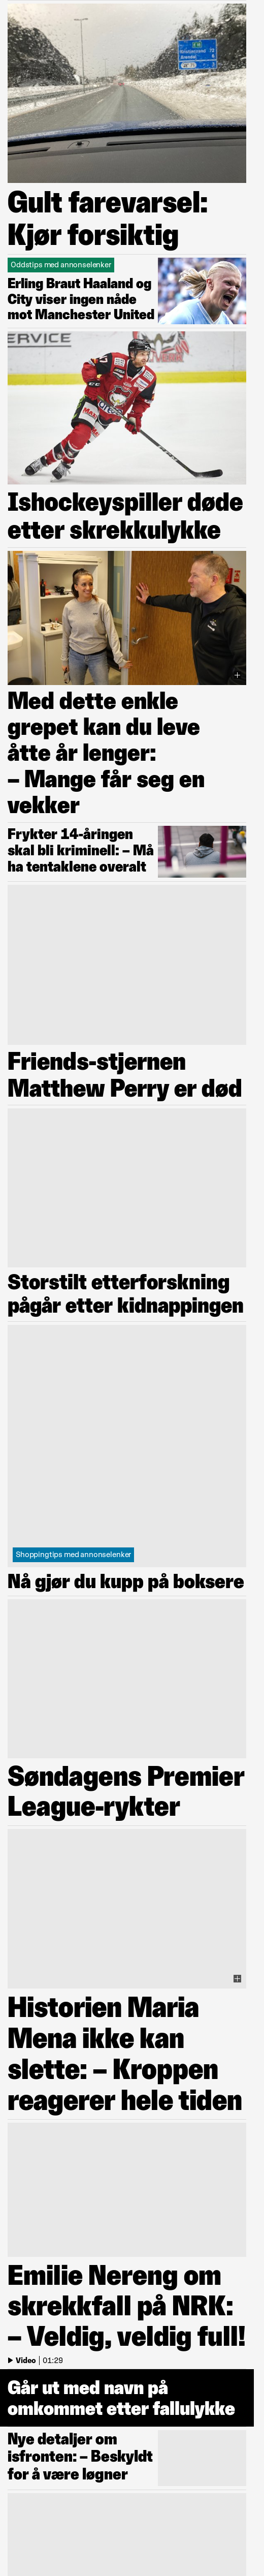 Gult farevarsel:
Kjør forsiktig
Oddstips med annonselenker
Erling Braut Haaland og
City viser ingen nåde
mot Manchester United
ERVICE
Ishockeyspiller døde
etter skrekkulykke
Med dette enkle
grepet kan du leve
åtte år lenger:
– Mange får seg en
vekker
Frykter 14-åringen
skal bli kriminell: – Må
ha tentaklene overalt
Friends-stjernen
Matthew Perry er død
Storstilt etterforskning
pågår etter kidnappingen
Shoppingtips med annonselenker
Nå gjør du kupp på boksere
Søndagens Premier
League-rykter
Historien Maria
Mena ikke kan
slette: – Kroppen
reagerer hele tiden
Emilie Nereng om
skrekkfall på NRK:
– Veldig, veldig full!
Video | 01:29
Går ut med navn på
omkommet etter fallulykke
Nye detaljer om
isfronten: – Beskyldt
for å være løgner